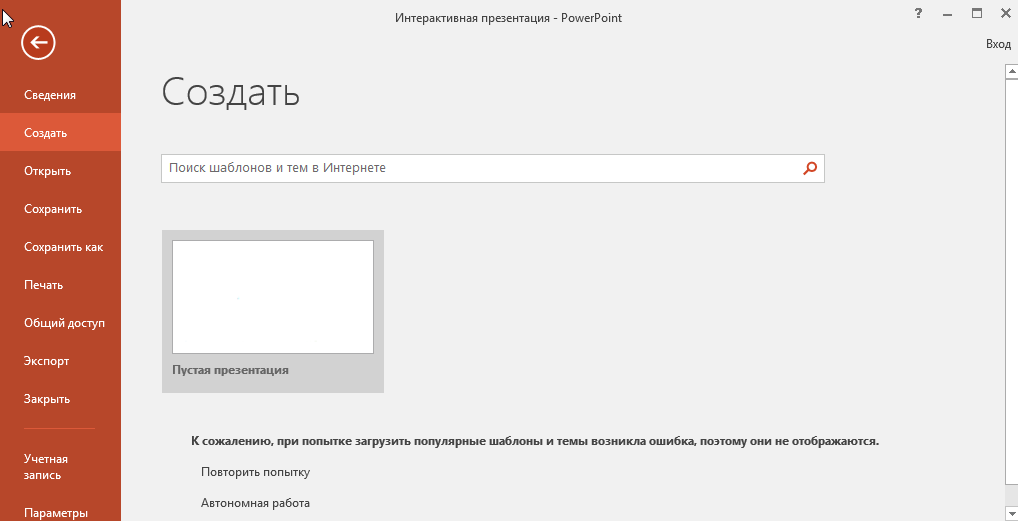 Интерактивная презентация - PowerPoint
?
Вход
Сведения
Создать
Открыть
Сохранить
Сохранить как
Печать
Общий доступ
Экспорт
Закрыть
Учетная
запись
Параметры
Создать
Поиск шаблонов и тем в Интернете
Пустая презентация
К сожалению, при попытке загрузить популярные шаблоны и темы возникла ошибка, поэтому они не отображаются.
Повторить попытку
Автономная работа